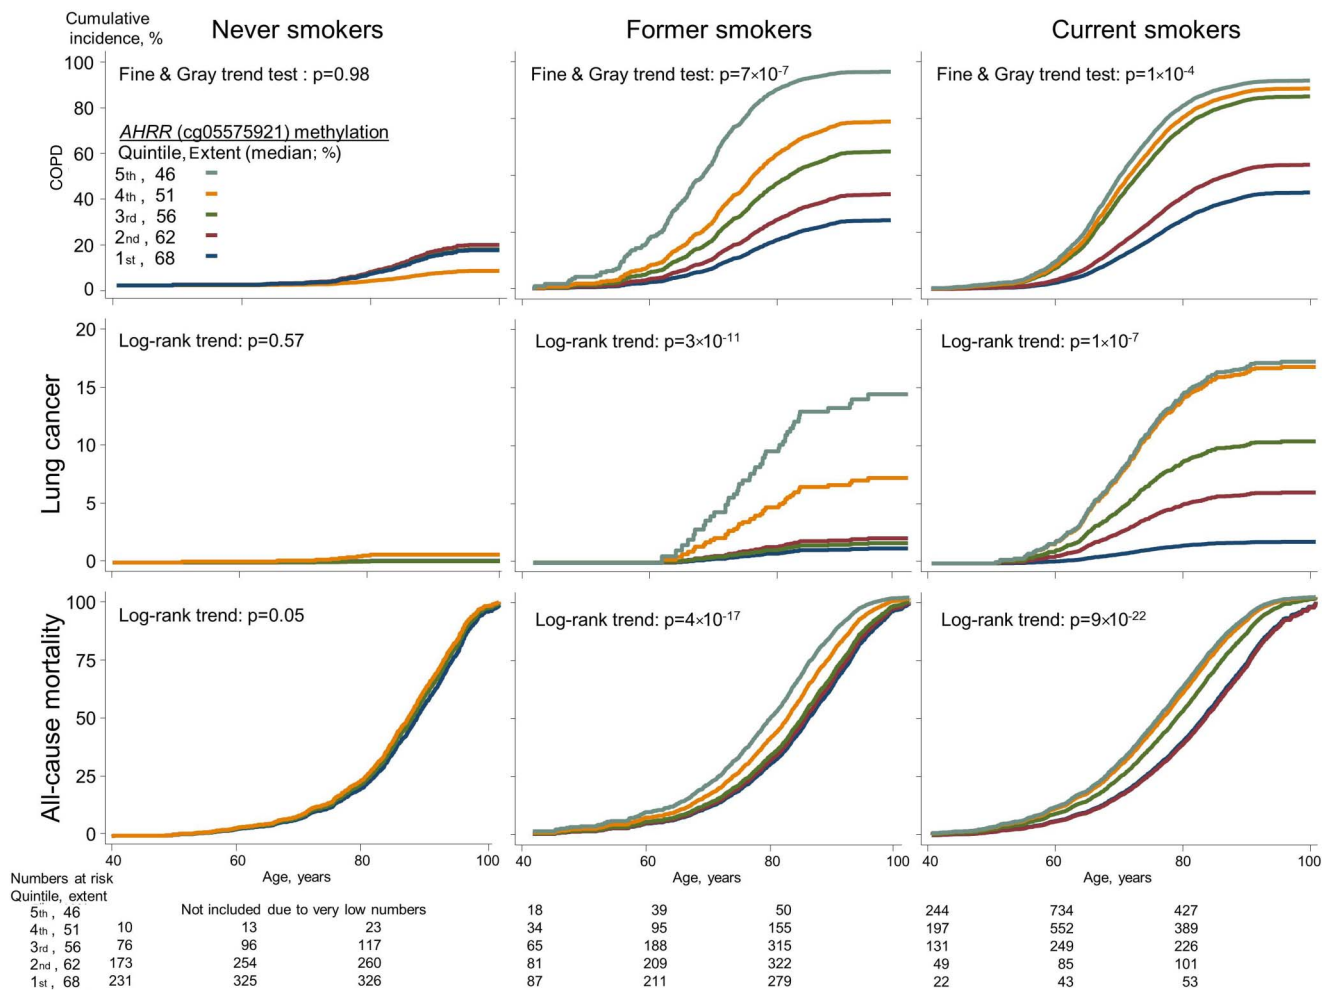 Cumulative
incidence, %
Never smokers
Former smokers
Current smokers
COPD
100
80
60
40
20
0
Fine & Gray trend test : p=0.98
AHRR (cg05575921) methylation
Quintile, Extent (median; %)
5th , 46
4th , 51
3rd , 56
2nd , 62
1st , 68
Fine & Gray trend test: p=7×10-7
Fine & Gray trend test: p=1×10-4
Lung cancer
20
15
10
5
0
Log-rank trend: p=0.57
Log-rank trend: p=3×10-11
Log-rank trend: p=1×10-7
All-cause mortality
100
75
50
25
0
Log-rank trend: p=0.05
Log-rank trend: p=4×10-17
Log-rank trend: p=9×10-22
40 60 80 100 40 60 80 100 40 60 80 100
Age, years Age, years Age, years
Numbers at risk
Quintile, extent
5th , 46 Not included due to very low numbers 18 39 50 244 734 427
4th , 51 10 13 23 34 95 155 197 552 389
3rd , 56 76 96 117 65 188 315 131 249 226
2nd , 62 173 254 260 81 209 322 49 85 101
1st , 68 231 325 326 87 211 279 22 43 53